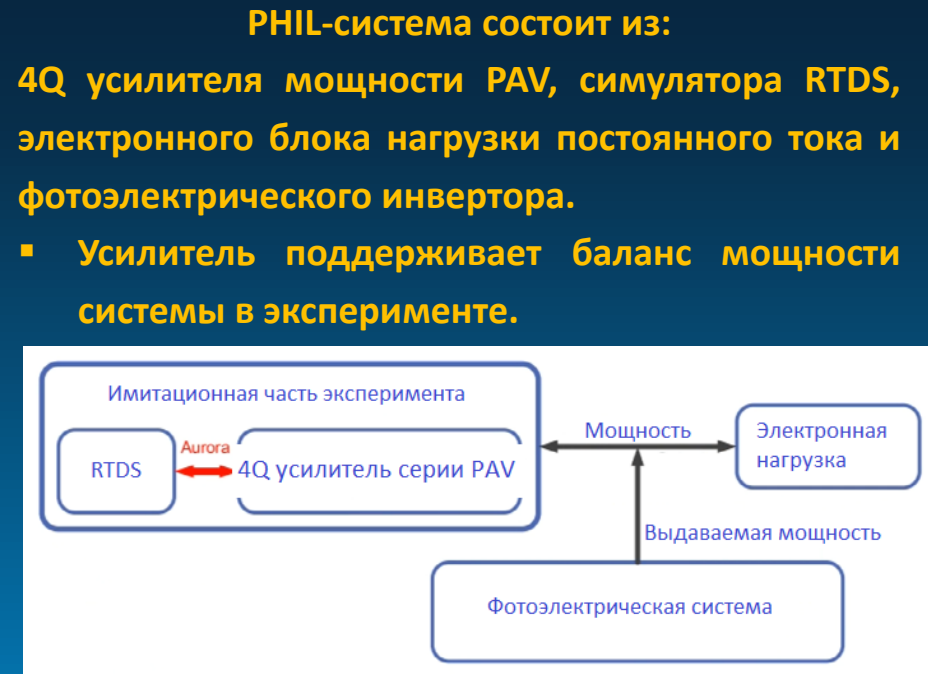 PHIL-система состоит из:
4Q усилителя мощности PAV, симулятора RTDS,
электронного блока нагрузки постоянного тока и
фотоэлектрического инвертора.
▪ Усилитель поддерживает баланс мощности
системы в эксперименте.
Имитационная часть эксперимента
RTDS
Aurora
4Q усилитель серии PAV
Мощность
Электронная
нагрузка
Выдаваемая мощность
Фотоэлектрическая система